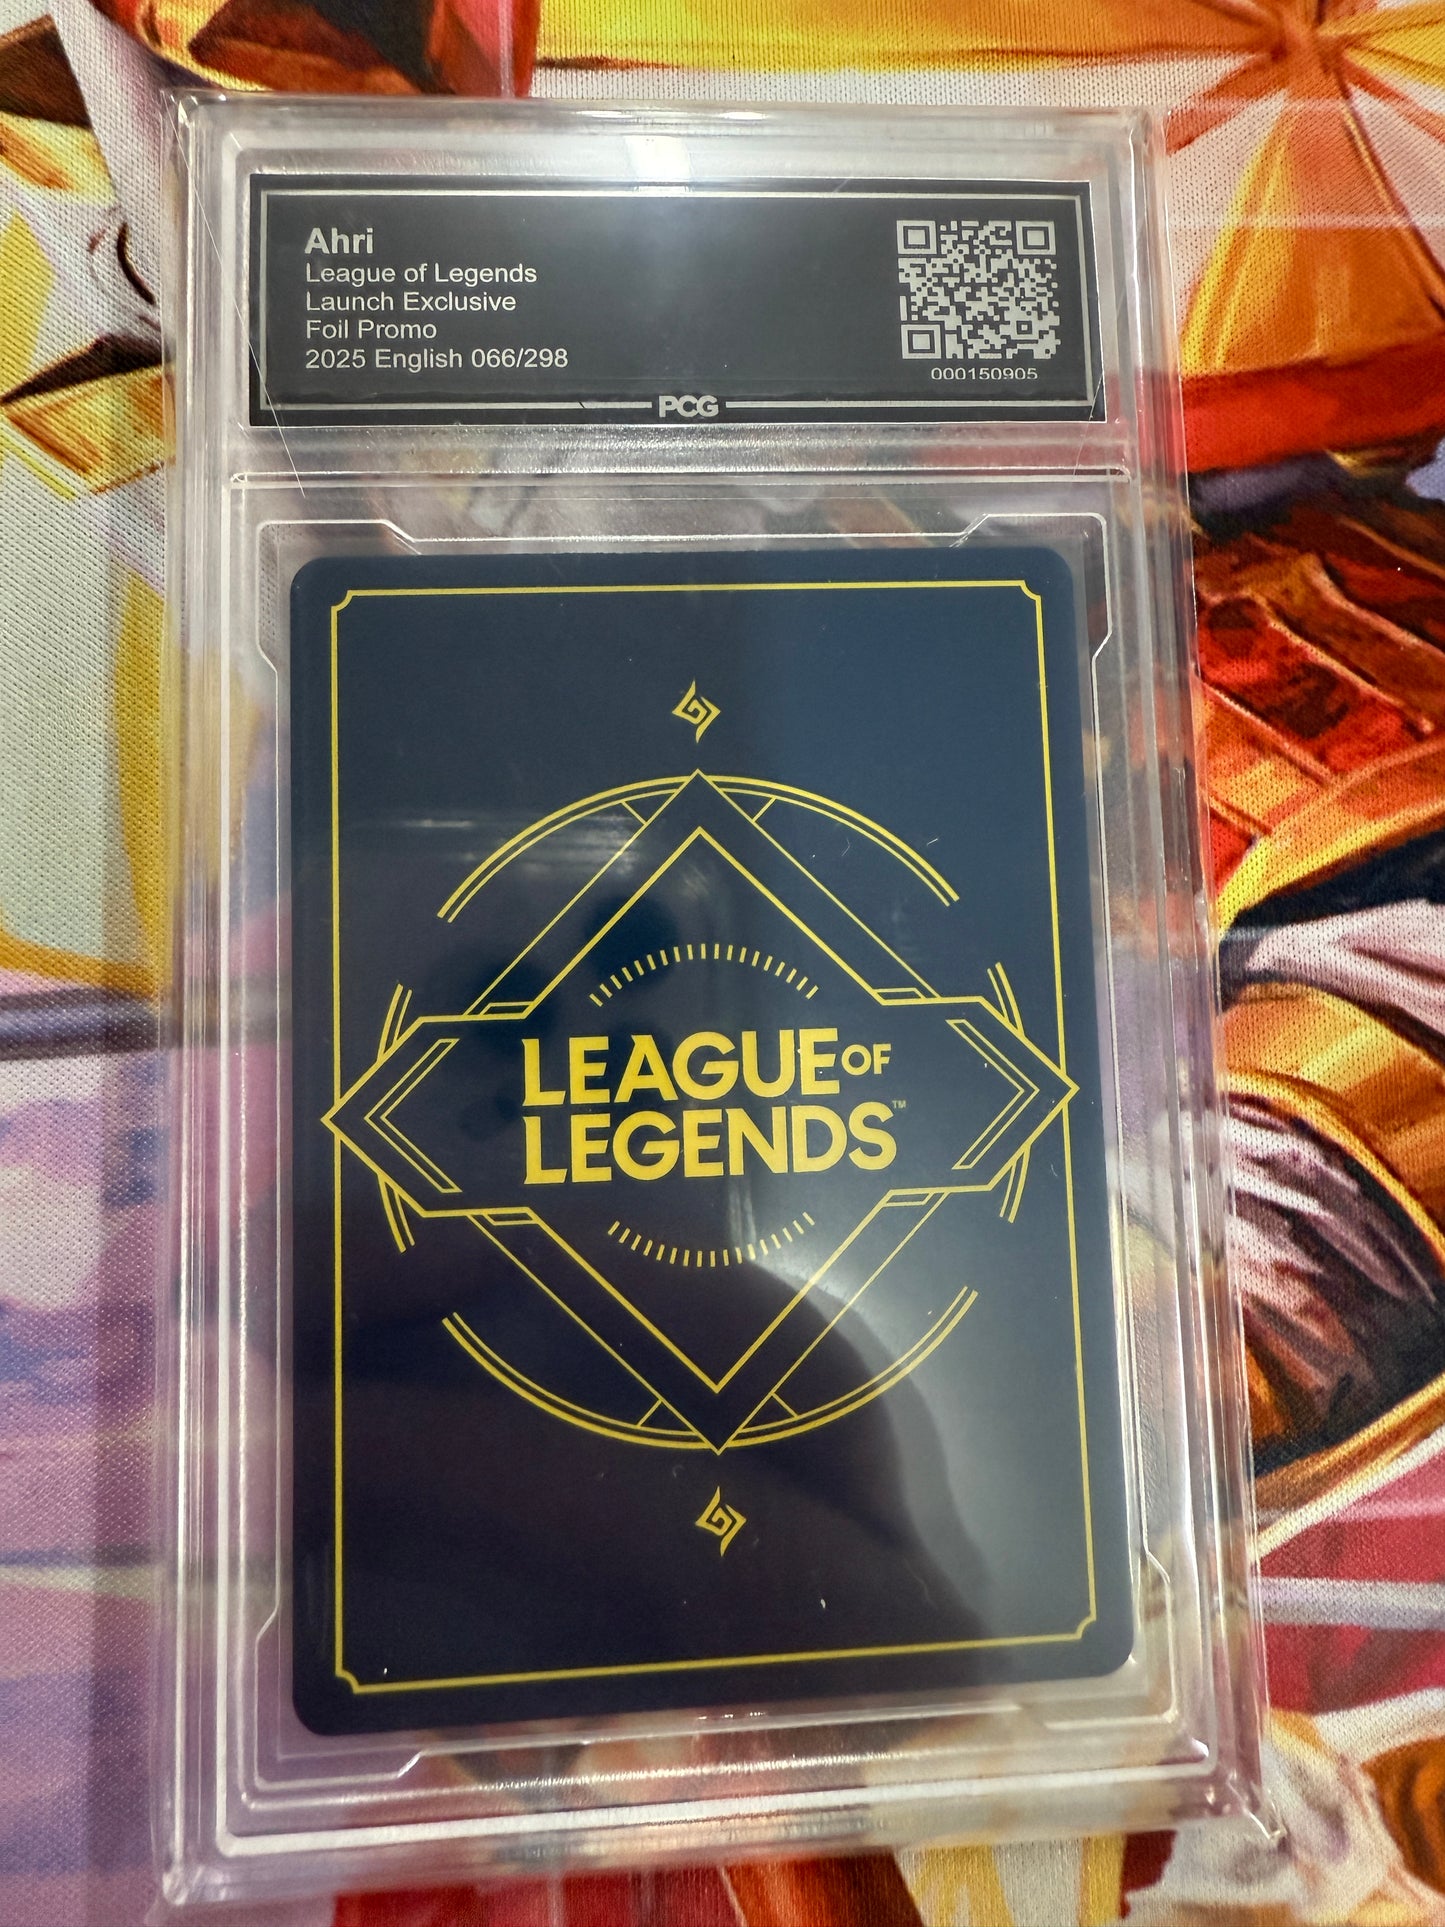 Ahri
League of Legends
Launch Exclusive
Foil Promo
2025 English 066/298
000150905
PCG
LEAGUE OF
LEGENDS™